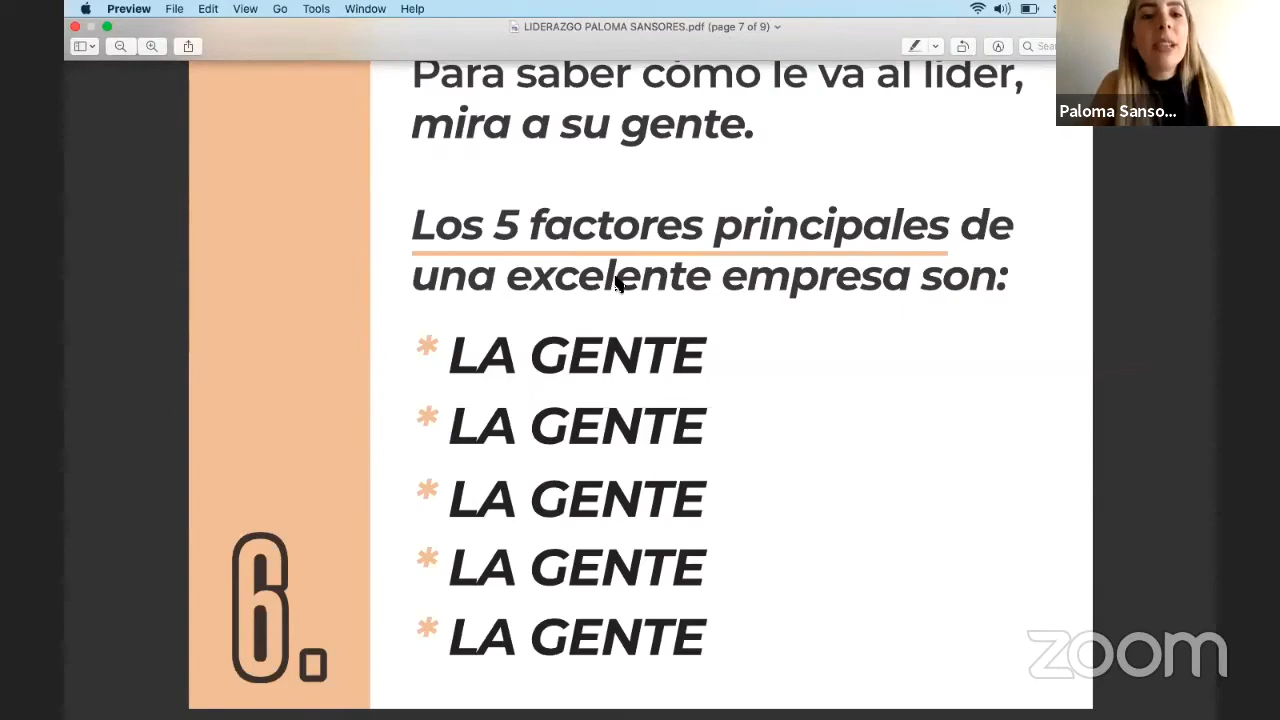 Preview File Edit View Go Tools Window Help
LIDERAZGO PALOMA SANSORES.pdf (page 7 of 9)
Paloma Sanso...
Para saber cómo le va al líder,
mira a su gente.
Los 5 factores principales de
una excelente empresa son:
* LA GENTE
* LA GENTE
* LA GENTE
* LA GENTE
* LA GENTE
6.
zoom